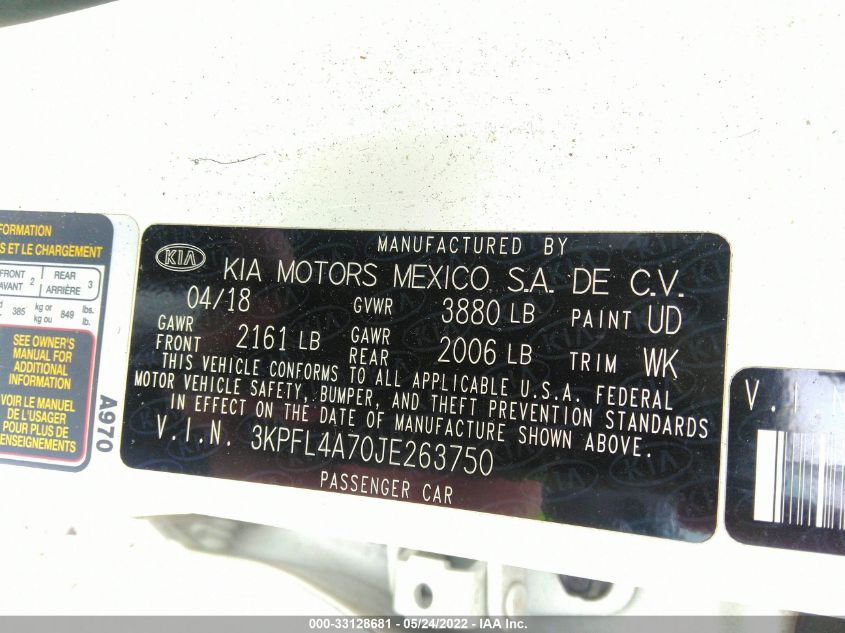 FORMATION
S ET LE CHARGEMENT
FRONT 2 REAR 3
AVANT ARRIÈRE
385 kg or 849 lbs.
kg ou lb.
SEE OWNER'S
MANUAL FOR
ADDITIONAL
INFORMATION
VOIR LE MANUEL
DE L'USAGER
POUR PLUS DE
RENSEIGNEMENTS
A970
MANUFACTURED BY
KIA KIA MOTORS MEXICO S.A. DE C.V.
04/18 GVWR 3880 LB PAINT UD
GAWR FRONT 2161 LB GAWR REAR 2006 LB TRIM WK
THIS VEHICLE CONFORMS TO ALL APPLICABLE U.S.A. FEDERAL
MOTOR VEHICLE SAFETY, BUMPER, AND THEFT PREVENTION STANDARDS
IN EFFECT ON THE DATE OF MANUFACTURE SHOWN ABOVE.
V.I.N. 3KPFL4A70JE263750
PASSENGER CAR
V.I.N
000-33128681 - 05/24/2022 - IAA Inc.